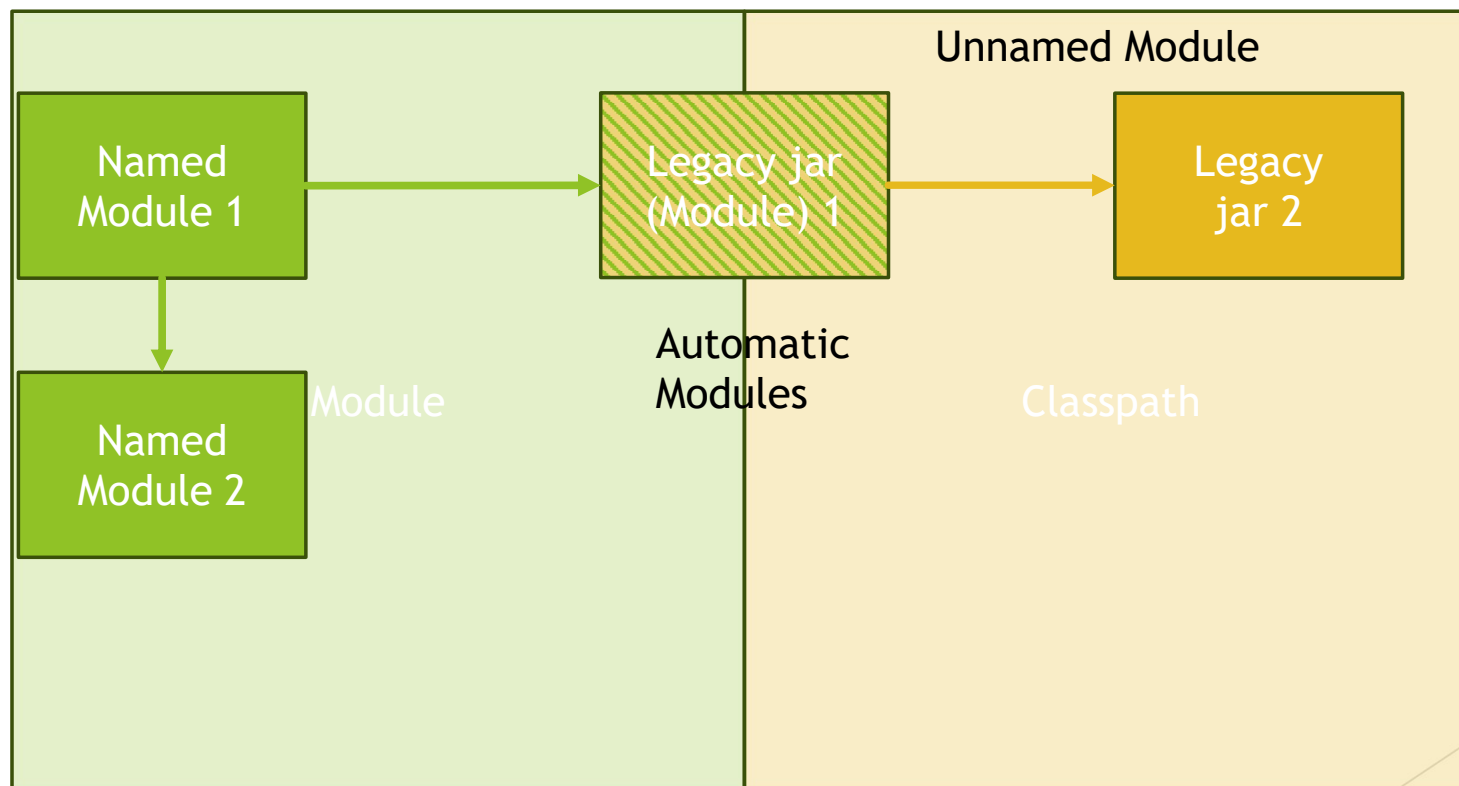 Unnamed Module
Named
Module 1
Legacy jar
(Module) 1
Legacy
jar 2
Automatic
Modules
Module
Classpath
Named
Module 2